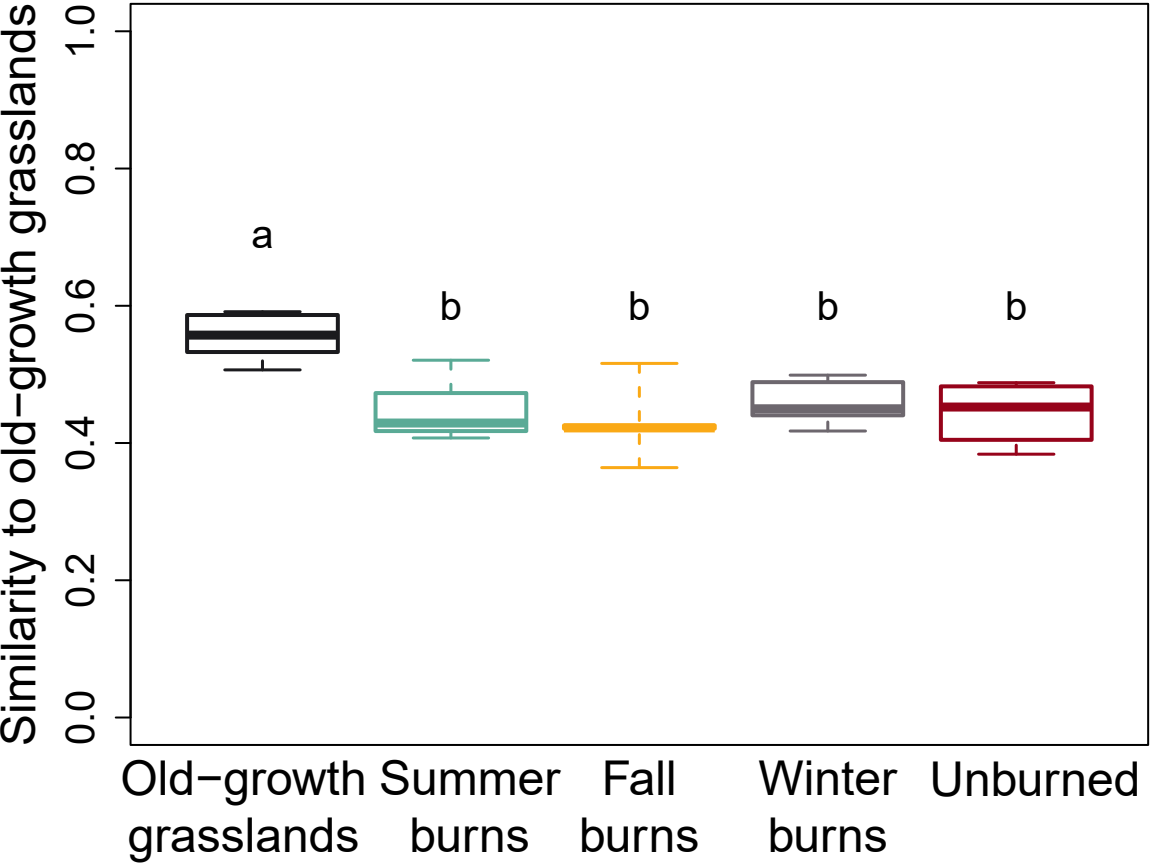 Similarity to old−growth grasslands
1.0
0.8
0.6
0.4
0.2
0.0
a
b
b
b
b
Old−growth grasslands
Summer burns
Fall burns
Winter burns
Unburned